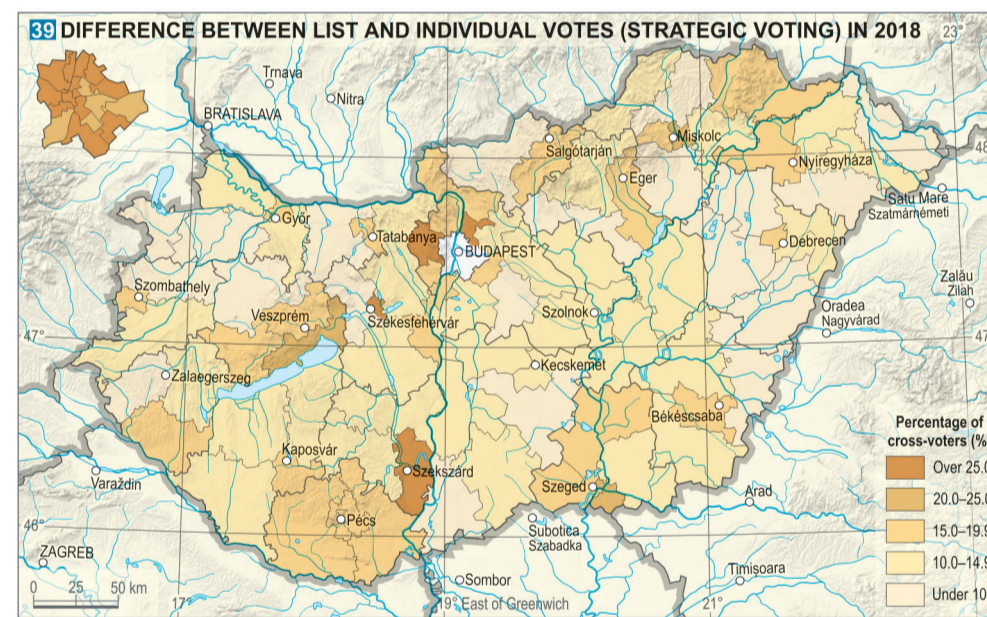 39 DIFFERENCE BETWEEN LIST AND INDIVIDUAL VOTES (STRATEGIC VOTING) IN 2018
23°
Trnava
Nitra
BRATISLAVA
Salgótarján
Miskolc
48
Nyíregyháza
Eger
Satu Mare
Szatmárnémeti
Győr
Tatabánya
BUDAPEST
Debrecen
Szombathely
Zalău
Zilah
Veszprém
Székesfehérvár
Szolnok
Oradea
Nagyvárad
47°
47
Zalaegerszeg
Kecskemét
Békéscsaba
Percentage of
cross-voters (%
Kaposvár
Over 25.0
Szekszárd
Varaždin
Szeged
20.0–25.0
Arad
Pécs
15.0–19.9
46°
Subotica
Szabadka
ZAGREB
10.0–14.9
Timișoara
Sombor
0 25 50 km
Under 10
17°
19° East of Greenwich
21°